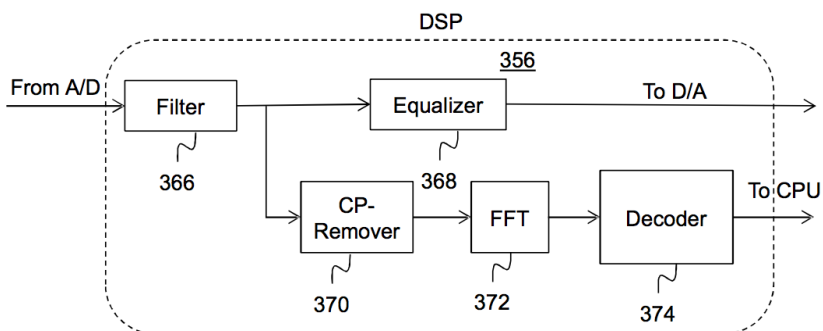 DSP
356
From A/D
Filter
Equalizer
To D/A
366
368
CP-
Remover
FFT
Decoder
To CPU
370
372
374